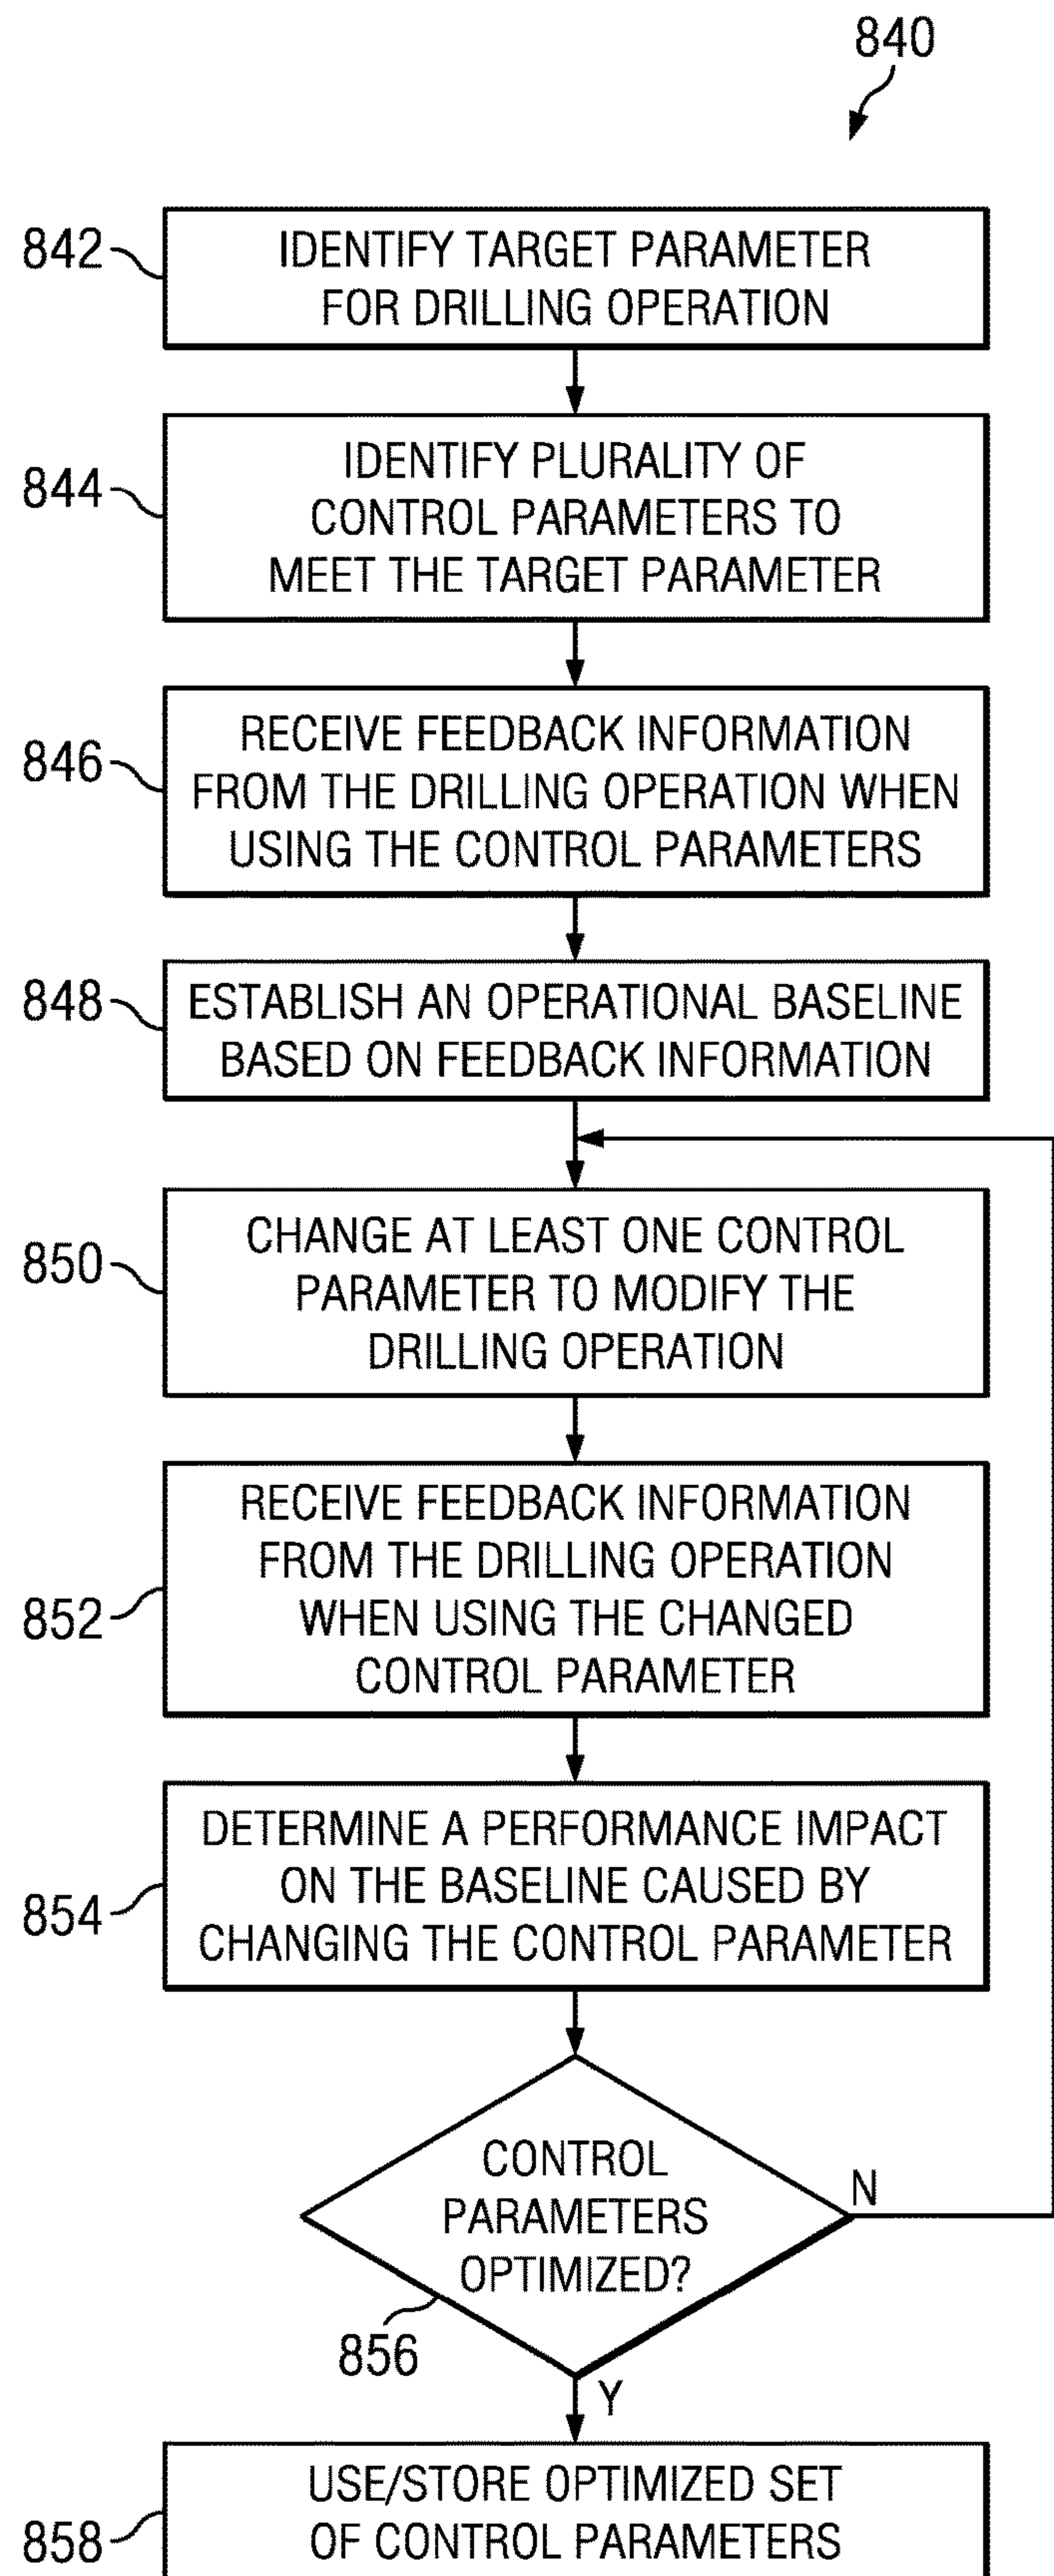 840
842
IDENTIFY TARGET PARAMETER
FOR DRILLING OPERATION
844
IDENTIFY PLURALITY OF
CONTROL PARAMETERS TO
MEET THE TARGET PARAMETER
846
RECEIVE FEEDBACK INFORMATION
FROM THE DRILLING OPERATION WHEN
USING THE CONTROL PARAMETERS
848
ESTABLISH AN OPERATIONAL BASELINE
BASED ON FEEDBACK INFORMATION
850
CHANGE AT LEAST ONE CONTROL
PARAMETER TO MODIFY THE
DRILLING OPERATION
852
RECEIVE FEEDBACK INFORMATION
FROM THE DRILLING OPERATION
WHEN USING THE CHANGED
CONTROL PARAMETER
854
DETERMINE A PERFORMANCE IMPACT
ON THE BASELINE CAUSED BY
CHANGING THE CONTROL PARAMETER
CONTROL
PARAMETERS
OPTIMIZED?
N
856
Y
858
USE/STORE OPTIMIZED SET
OF CONTROL PARAMETERS